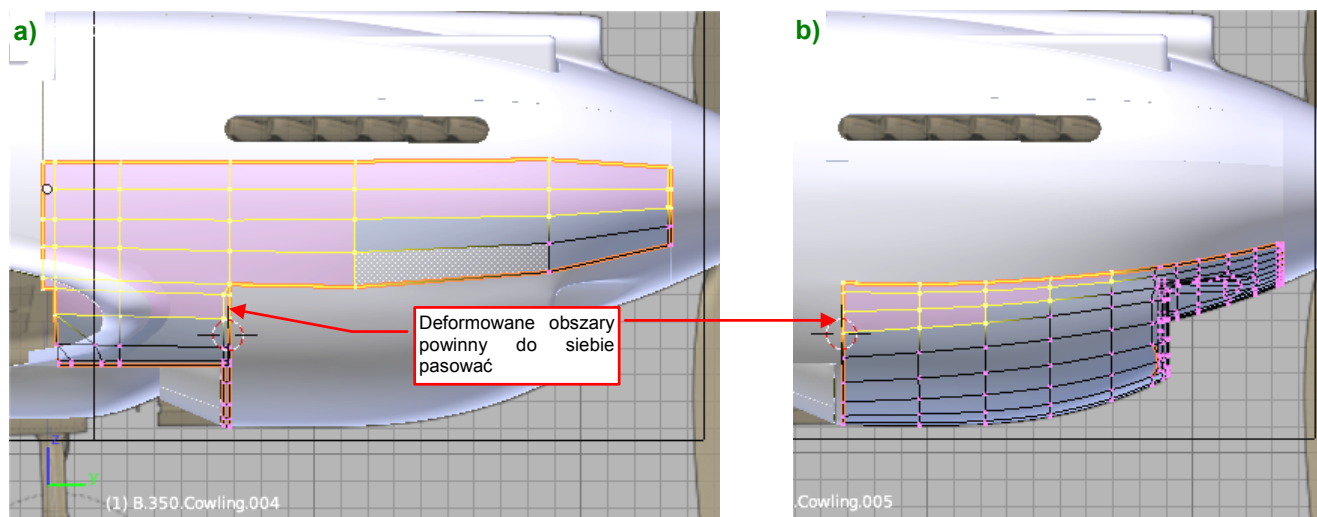 a)
b)
Deformowane obszary
powinny do siebie
pasować
z
y
(1) B.350.Cowling.004
.Cowling.005